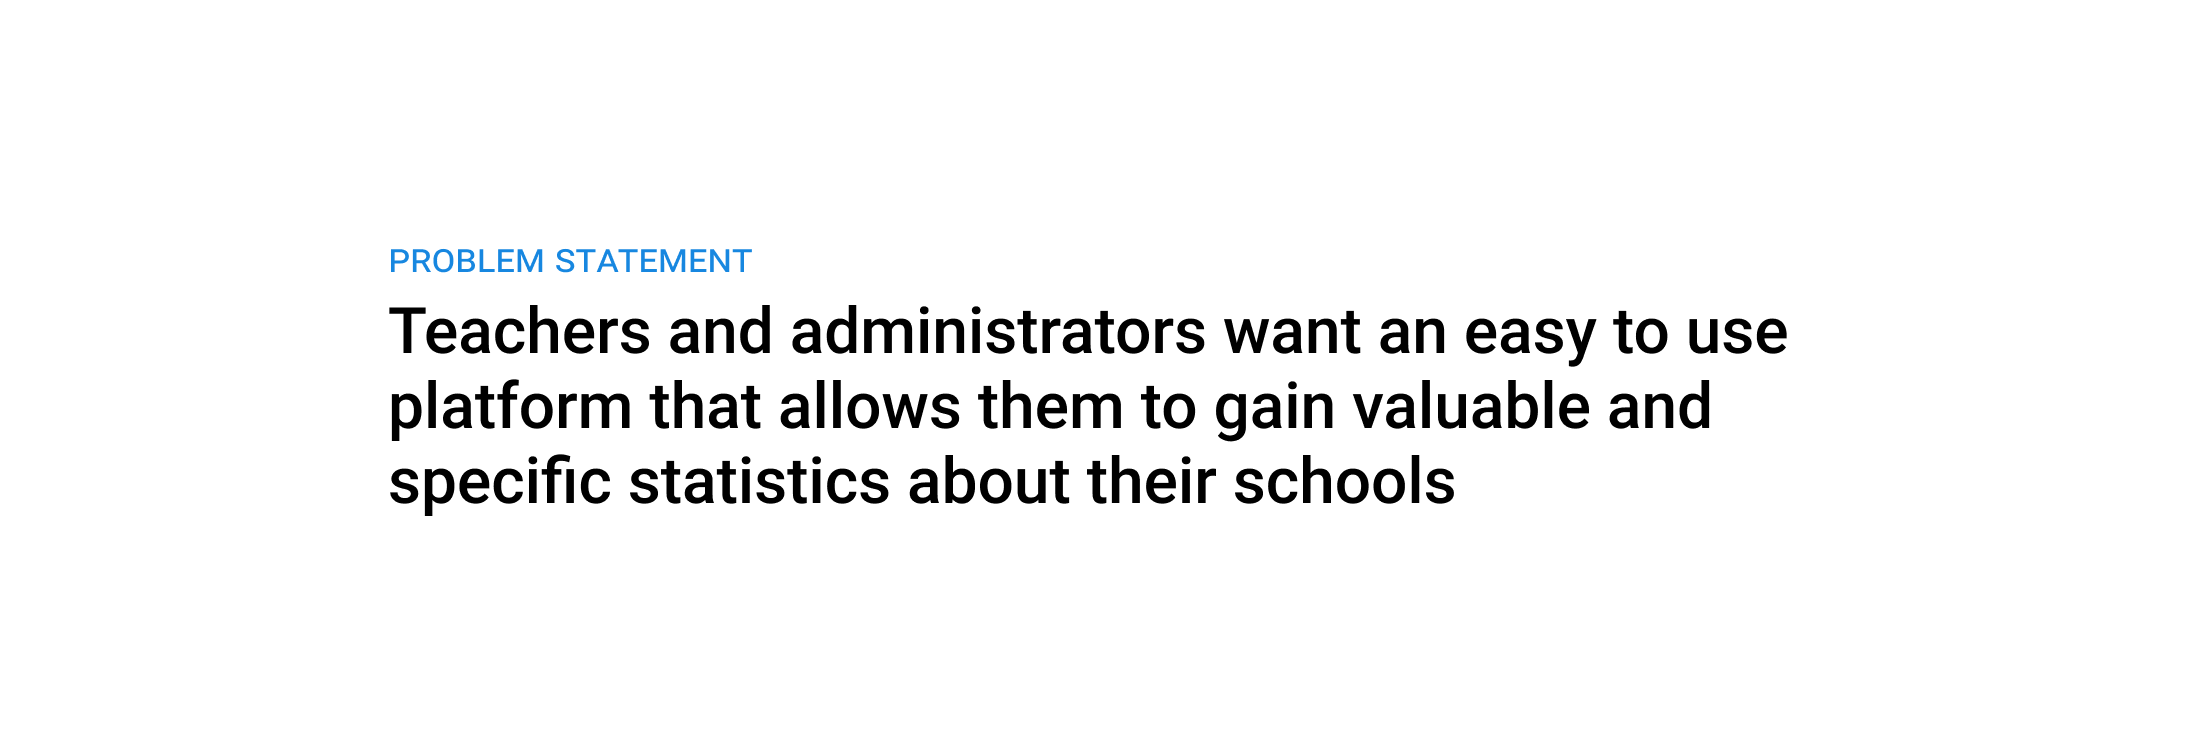 PROBLEM STATEMENT
Teachers and administrators want an easy to use
platform that allows them to gain valuable and
specific statistics about their schools